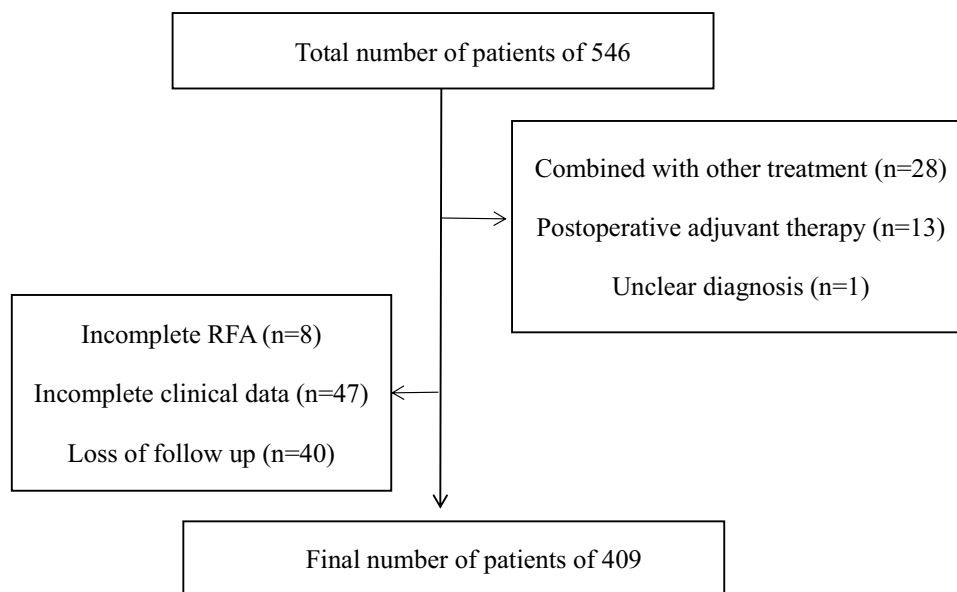 Total number of patients of 546
Combined with other treatment (n=28)
Postoperative adjuvant therapy (n=13)
Unclear diagnosis (n=1)
Incomplete RFA (n=8)
Incomplete clinical data (n=47)
Loss of follow up (n=40)
Final number of patients of 409